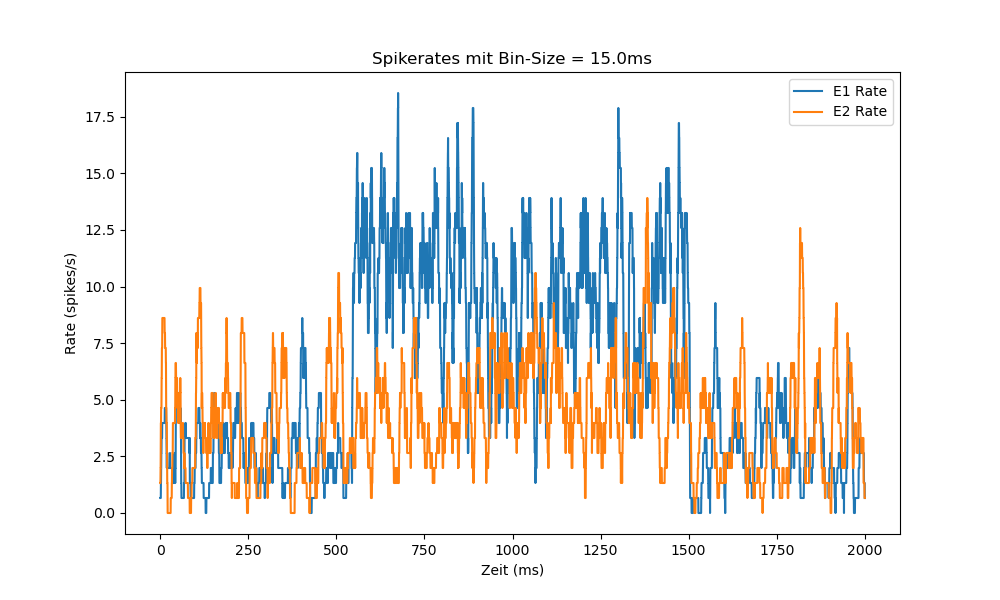 Spikerates mit Bin-Size = 15.0ms
E1 Rate
E2 Rate
Rate (spikes/s)
17.5
15.0
12.5
10.0
7.5
5.0
2.5
0.0
0 250 500 750 1000 1250 1500 1750 2000
Zeit (ms)